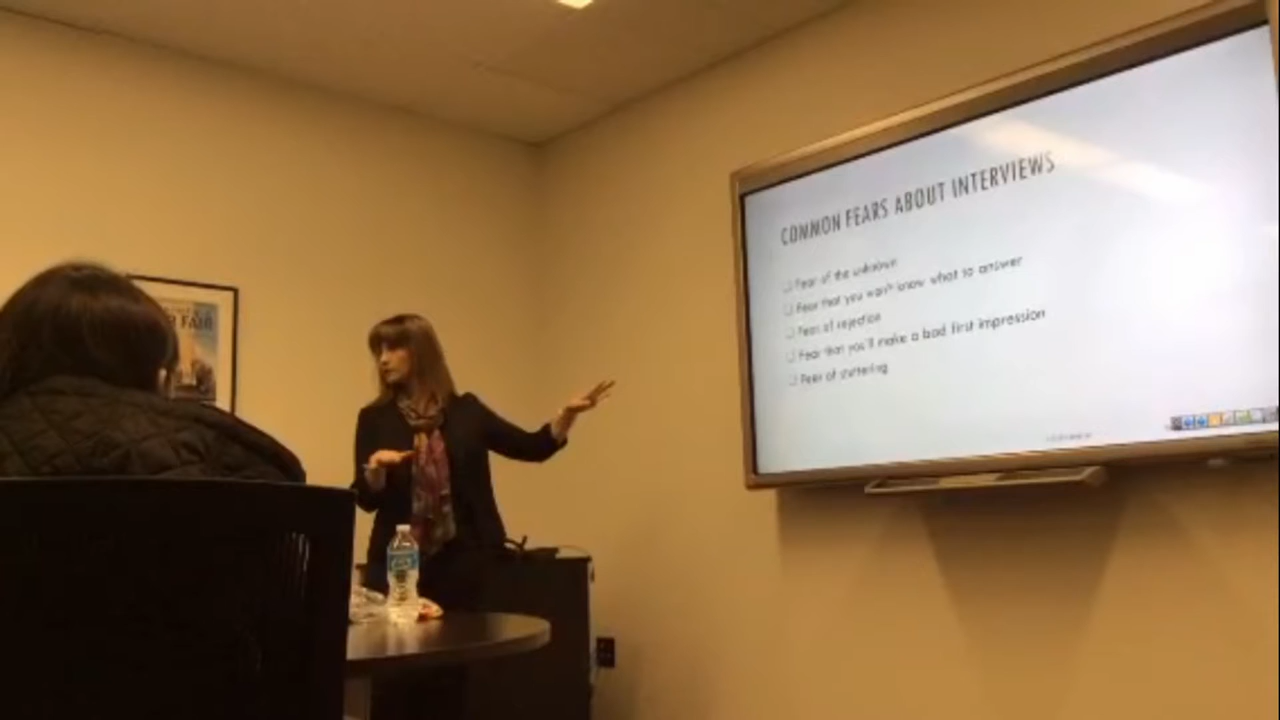 COMMON FEARS ABOUT INTERVIEWS
Fear of the unknown
Fear that you won't know what to answer
Fear of rejection
Fear that you'll make a bad first impression
Fear of stuttering
FAIR